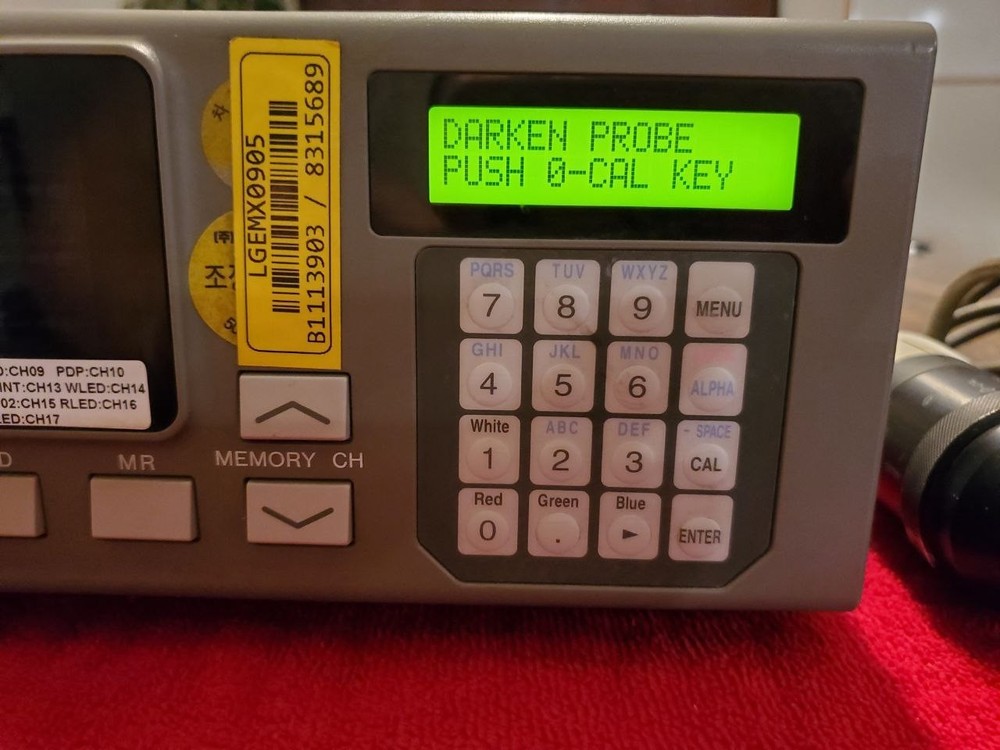 DARKEN PROBE
PUSH 0-CAL KEY
LGEMX0905
B1113903 / 8315689
(주)
:CH09 PDP:CH10
INT:CH13 WLED:CH14
02:CH15 RLED:CH16
ED:CH17
D
MR
MEMORY CH
PQRS
7
TUV
8
WXYZ
9
MENU
GHI
4
JKL
5
MNO
6
ALPHA
White
1
ABC
2
DEF
3
- SPACE
CAL
Red
0
Green
.
Blue
ENTER